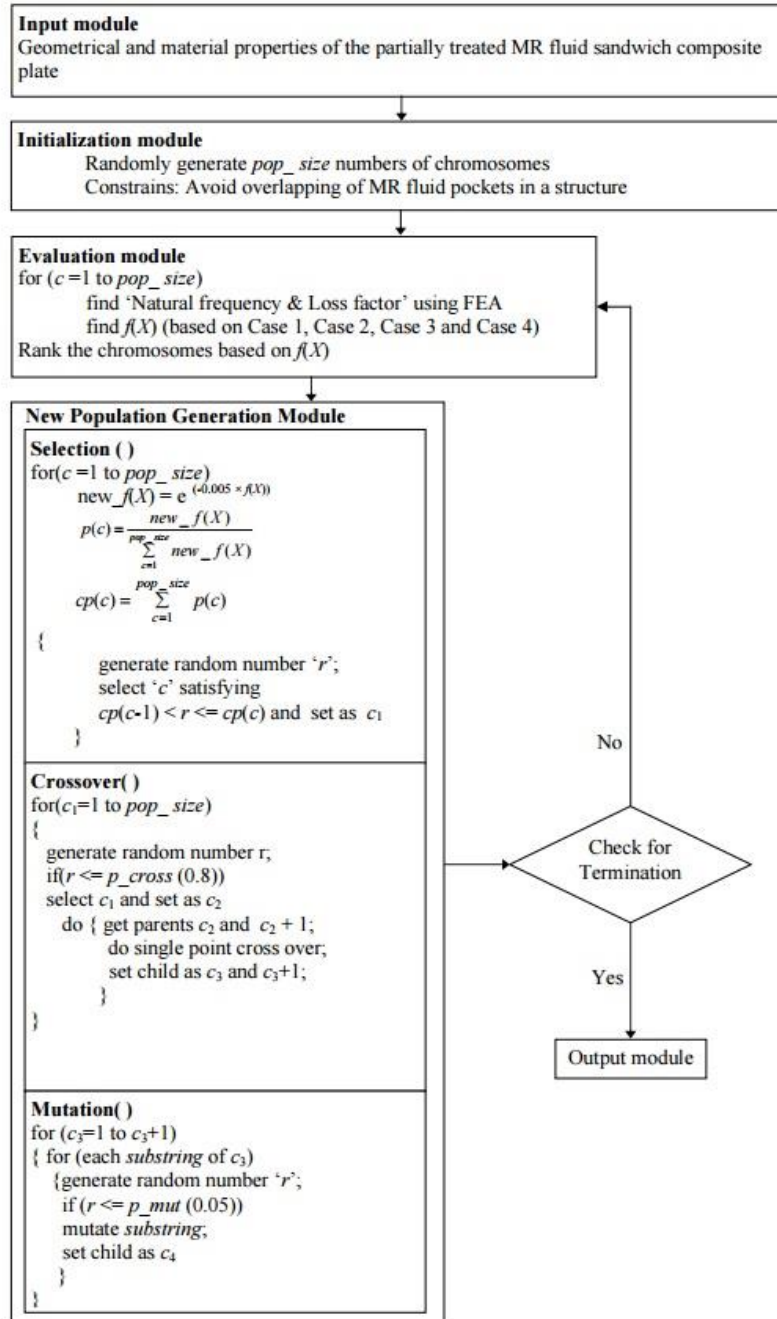 Input module
Geometrical and material properties of the partially treated MR fluid sandwich composite
plate
Initialization module
Randomly generate pop_ size numbers of chromosomes
Constrains: Avoid overlapping of MR fluid pockets in a structure
Evaluation module
for (c =1 to pop_ size)
find ‘Natural frequency & Loss factor’ using FEA
find f(X) (based on Case 1, Case 2, Case 3 and Case 4)
Rank the chromosomes based on f(X)
New Population Generation Module
Selection ( )
for(c =1 to pop_ size)
new_f(X) = e (-0.005 × f(X))
p(c) = new_ f(X) / pop_ size Σ c=1 new_ f(X)
cp(c) = pop_ size Σ c=1 p(c)
{
generate random number ‘r’;
select ‘c’ satisfying
cp(c-1) < r <= cp(c) and set as c₁
}
Crossover( )
for(c₁=1 to pop_ size)
{
generate random number r;
if(r <= p_cross (0.8))
select c₁ and set as c₂
do { get parents c₂ and c₂ + 1;
do single point cross over;
set child as c₃ and c₃+1;
}
}
Mutation( )
for (c₃=1 to c₃+1)
{ for (each substring of c₃)
{generate random number ‘r’;
if (r <= p_mut (0.05))
mutate substring;
set child as c₄
}
}
No
Check for
Termination
Yes
Output module